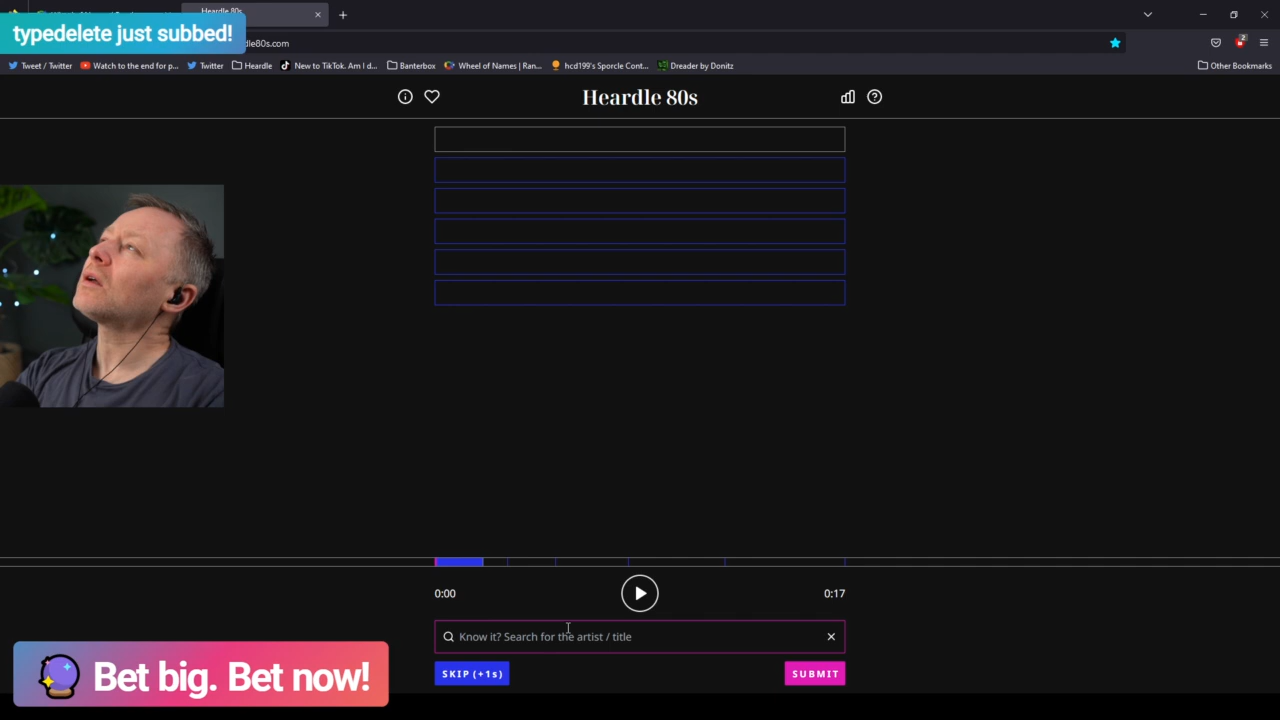 Heardle 80s
typedelete just subbed!
dle80s.com
Tweet / Twitter
Watch to the end for p...
Twitter
Heardle
New to TikTok. Am I d...
Banterbox
Wheel of Names | Ran...
hcd199's Sporcle Cont...
Dreader by Donitz
Other Bookmarks
2
Heardle 80s
0:00
0:17
Know it? Search for the artist / title
SKIP (+1s)
SUBMIT
Bet big. Bet now!